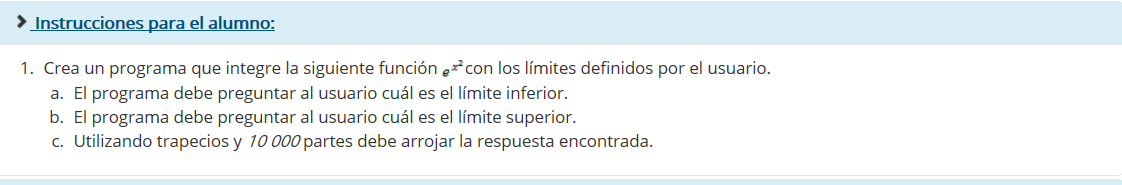 Instrucciones para el alumno:
1. Crea un programa que integre la siguiente función e^x² con los límites definidos por el usuario.
a. El programa debe preguntar al usuario cuál es el límite inferior.
b. El programa debe preguntar al usuario cuál es el límite superior.
c. Utilizando trapecios y 10 000 partes debe arrojar la respuesta encontrada.